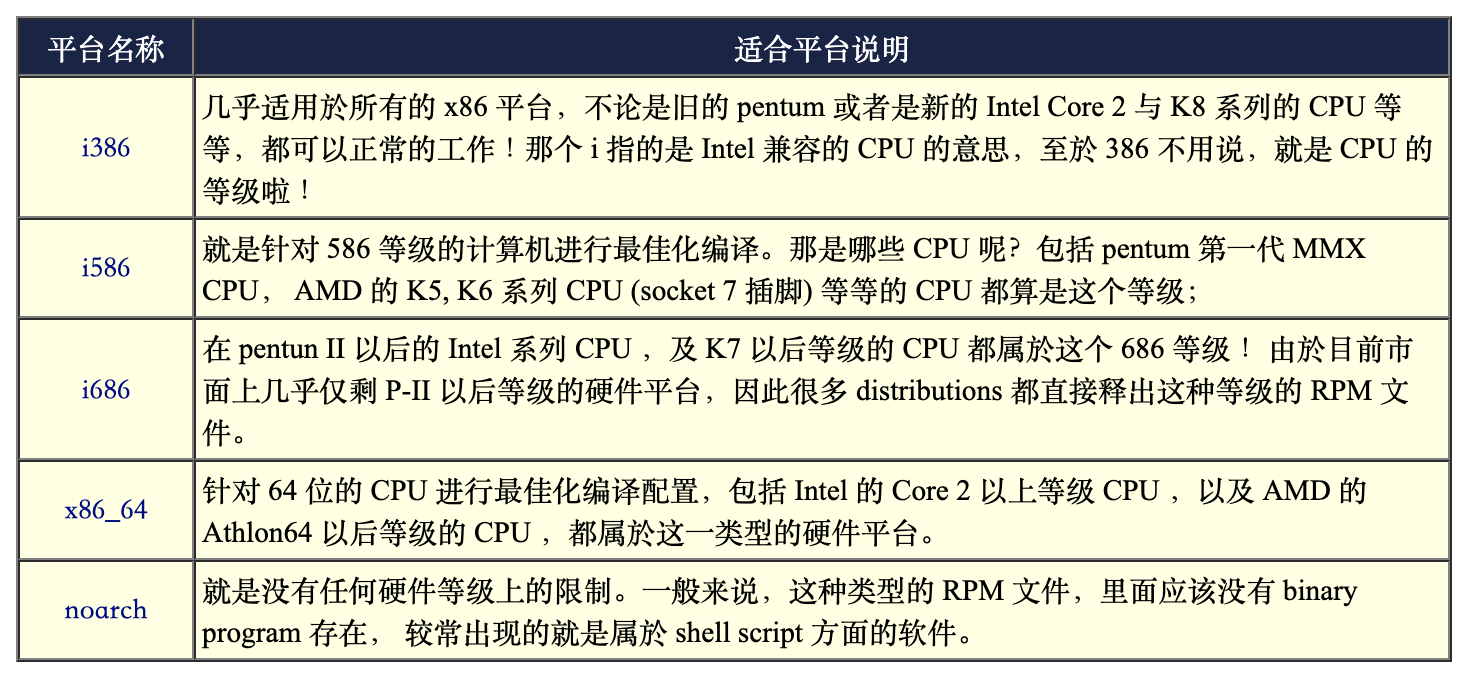 平台名称
适合平台说明
i386
几乎适用於所有的 x86 平台，不论是旧的 pentum 或者是新的 Intel Core 2 与 K8 系列的 CPU 等
等，都可以正常的工作！那个 i 指的是 Intel 兼容的 CPU 的意思，至於 386 不用说，就是 CPU 的
等级啦！
i586
就是针对 586 等级的计算机进行最佳化编译。那是哪些 CPU 呢？包括 pentum 第一代 MMX
CPU， AMD 的 K5, K6 系列 CPU (socket 7 插脚) 等等的 CPU 都算是这个等级；
i686
在 pentun II 以后的 Intel 系列 CPU ，及 K7 以后等级的 CPU 都属於这个 686 等级！ 由於目前市
面上几乎仅剩 P-II 以后等级的硬件平台，因此很多 distributions 都直接释出这种等级的 RPM 文
件。
x86_64
针对 64 位的 CPU 进行最佳化编译配置，包括 Intel 的 Core 2 以上等级 CPU ，以及 AMD 的
Athlon64 以后等级的 CPU ，都属於这一类型的硬件平台。
noarch
就是没有任何硬件等级上的限制。一般来说，这种类型的 RPM 文件，里面应该没有 binary
program 存在， 较常出现的就是属於 shell script 方面的软件。